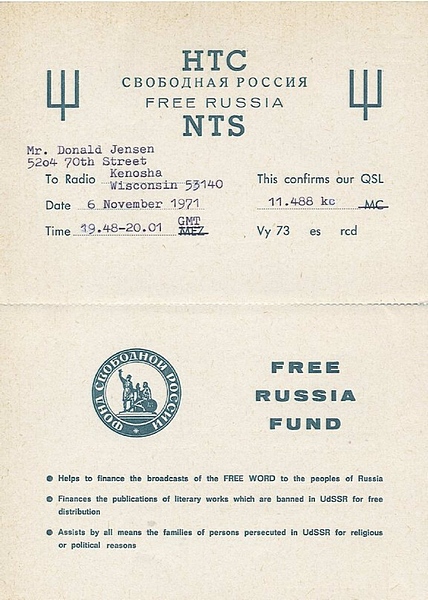 НТС
СВОБОДНАЯ РОССИЯ
FREE RUSSIA
NTS
Mr. Donald Jensen
5204 70th Street
To Radio Kenosha
Wisconsin 53140
This confirms our QSL
Date 6 November 1971
11.488 kc MC
Time 19.48-20.01 GMT MEZ
Vy 73 es rcd
ФОНД СВОБОДНОЙ РОССИИ
FREE
RUSSIA
FUND
Helps to finance the broadcasts of the FREE WORD to the peoples of Russia
Finances the publications of literary works which are banned in UdSSR for free
distribution
Assists by all means the families of persons persecuted in UdSSR for religious
or political reasons